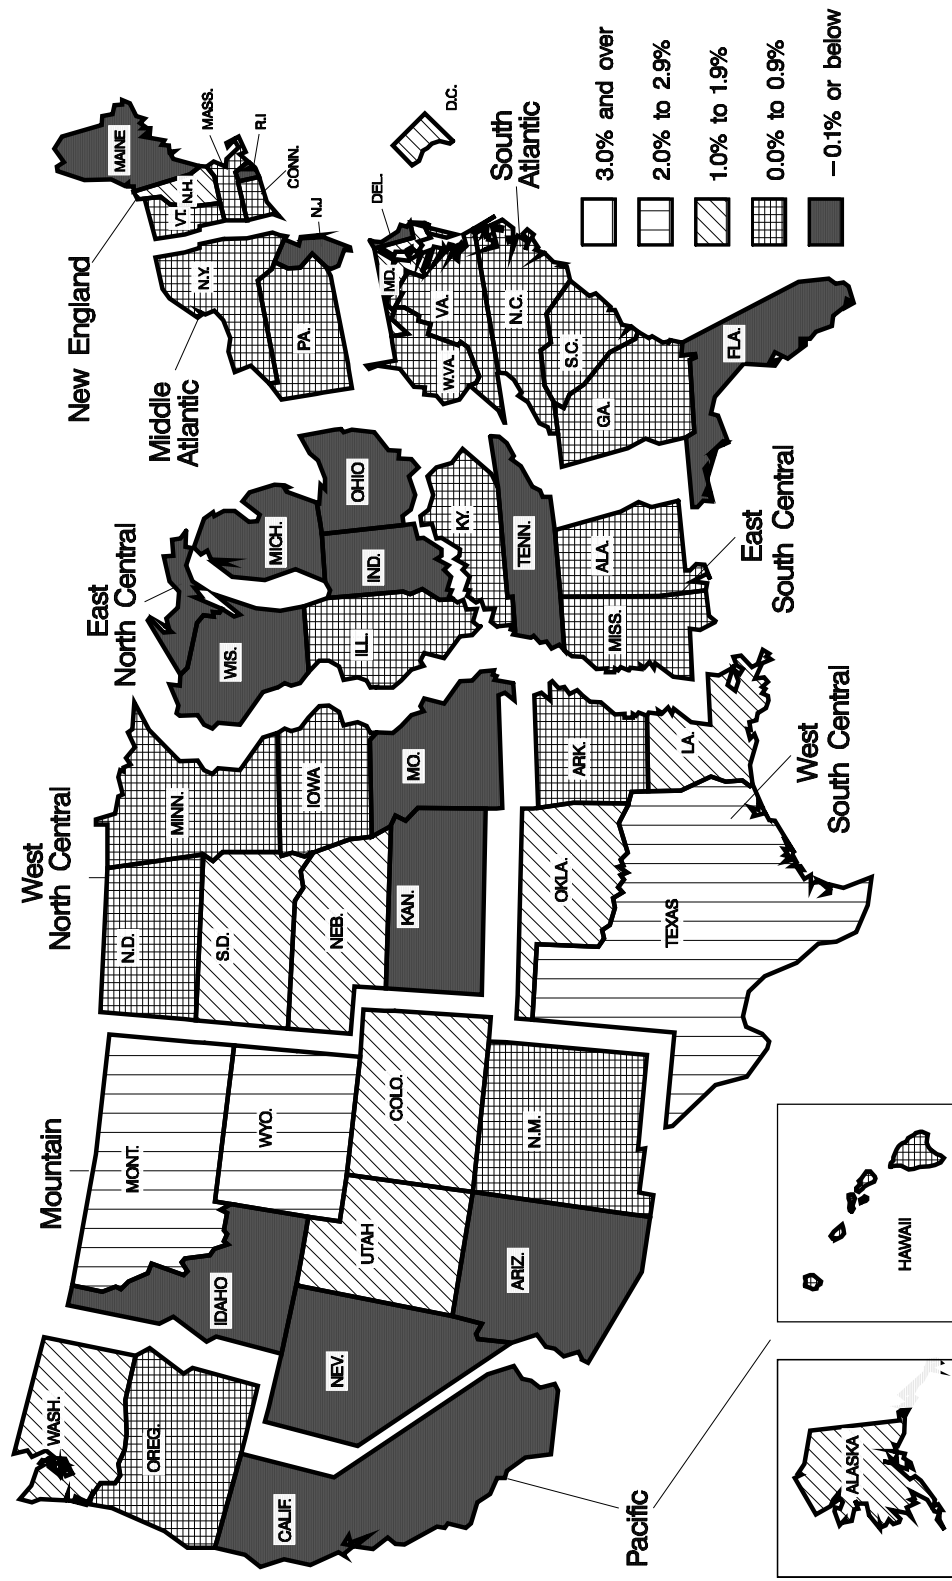 Pacific
WASH.
OREG.
CALIF.
ALASKA
HAWAII
Mountain
MONT.
IDAHO
WYO.
NEV.
UTAH
COLO.
ARIZ.
N.M.
West
North Central
N.D.
MINN.
S.D.
IOWA
NEB.
KAN.
MO.
West
South Central
OKLA.
ARK.
TEXAS
LA.
East
North Central
WIS.
MICH.
ILL.
IND.
OHIO
East
South Central
KY.
TENN.
MISS.
ALA.
Middle
Atlantic
N.Y.
PA.
N.J
New England
MAINE
VT.
N.H.
MASS.
R.I
CONN.
South
Atlantic
DEL.
MD.
D.C.
W.VA.
VA.
N.C.
S.C.
GA.
FLA.
3.0% and over
2.0% to 2.9%
1.0% to 1.9%
0.0% to 0.9%
−0.1% or below